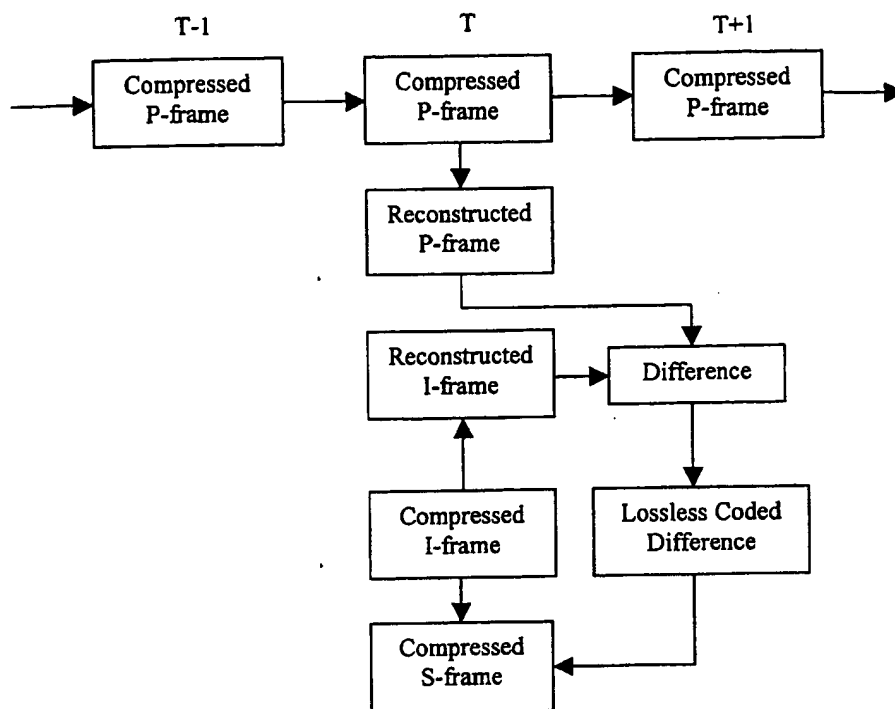 T-1
T
T+1
Compressed
P-frame
Compressed
P-frame
Compressed
P-frame
Reconstructed
P-frame
Reconstructed
I-frame
Difference
Compressed
I-frame
Lossless Coded
Difference
Compressed
S-frame